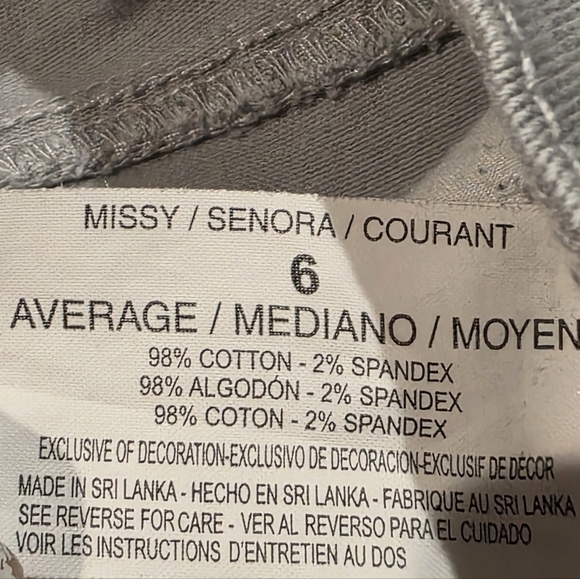 MISSY / SENORA / COURANT
6
AVERAGE / MEDIANO / MOYEN
98% COTTON - 2% SPANDEX
98% ALGODÓN - 2% SPANDEX
98% COTON - 2% SPANDEX
EXCLUSIVE OF DECORATION-EXCLUSIVO DE DECORACION-EXCLUSIF DE DÉCOR
MADE IN SRI LANKA - HECHO EN SRI LANKA - FABRIQUE AU SRI LANKA
SEE REVERSE FOR CARE - VER AL REVERSO PARA EL CUIDADO
VOIR LES INSTRUCTIONS D'ENTRETIEN AU DOS